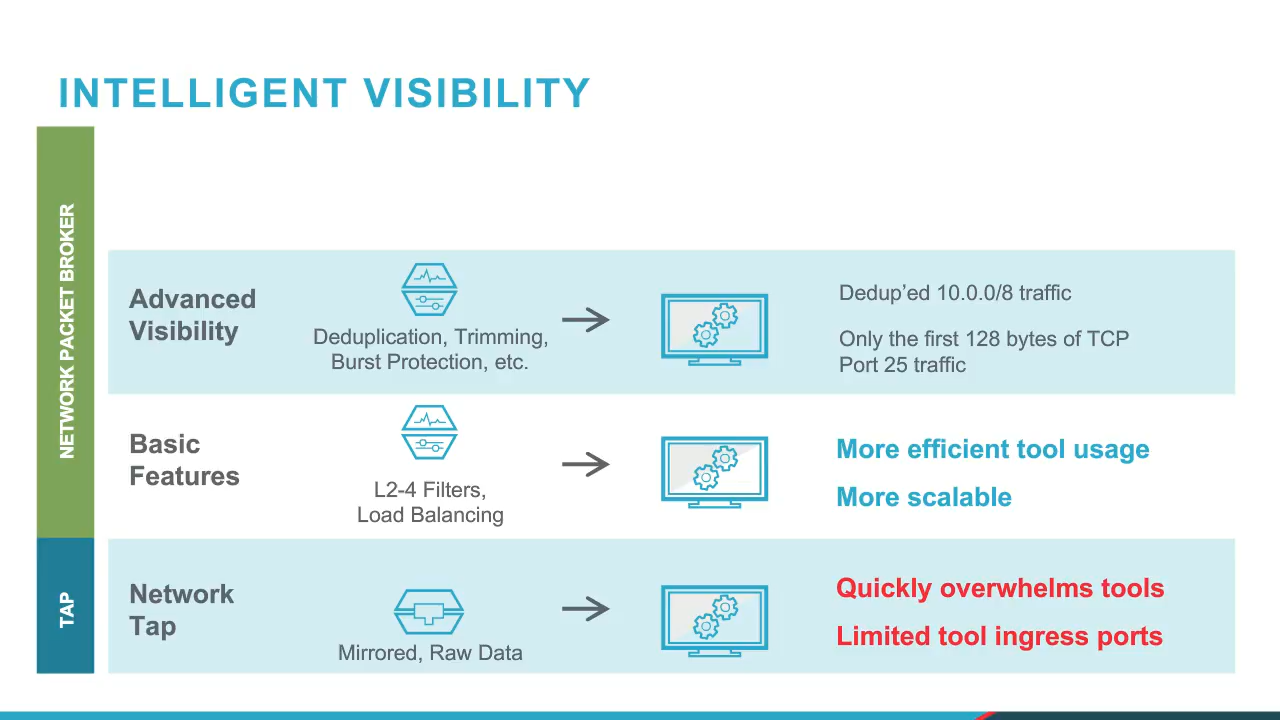 INTELLIGENT VISIBILITY
NETWORK PACKET BROKER
Advanced
Visibility
Deduplication, Trimming,
Burst Protection, etc.
Dedup’ed 10.0.0/8 traffic
Only the first 128 bytes of TCP
Port 25 traffic
Basic
Features
L2-4 Filters,
Load Balancing
More efficient tool usage
More scalable
TAP
Network
Tap
Mirrored, Raw Data
Quickly overwhelms tools
Limited tool ingress ports